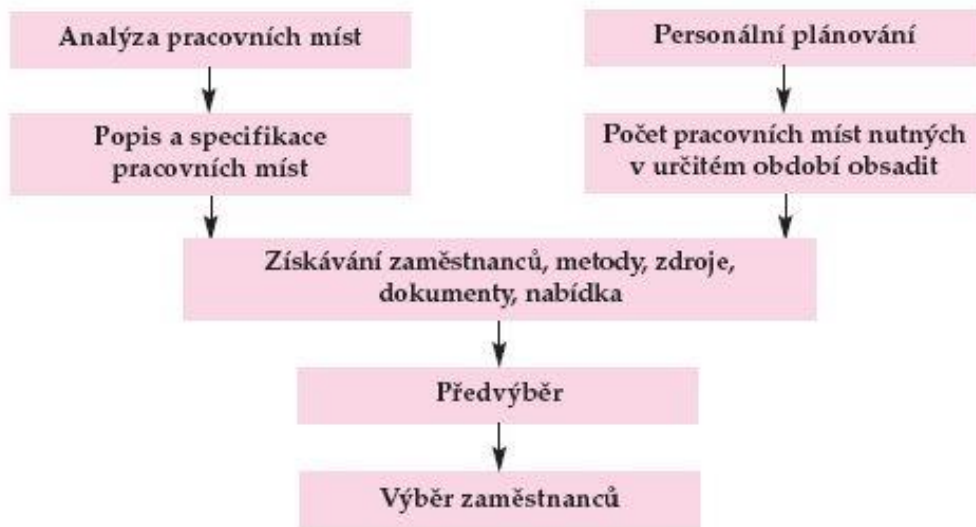 Analýza pracovních míst
Personální plánování
Popis a specifikace
pracovních míst
Počet pracovních míst nutných
v určitém období obsadit
Získávání zaměstnanců, metody, zdroje,
dokumenty, nabídka
Předvýběr
Výběr zaměstnanců